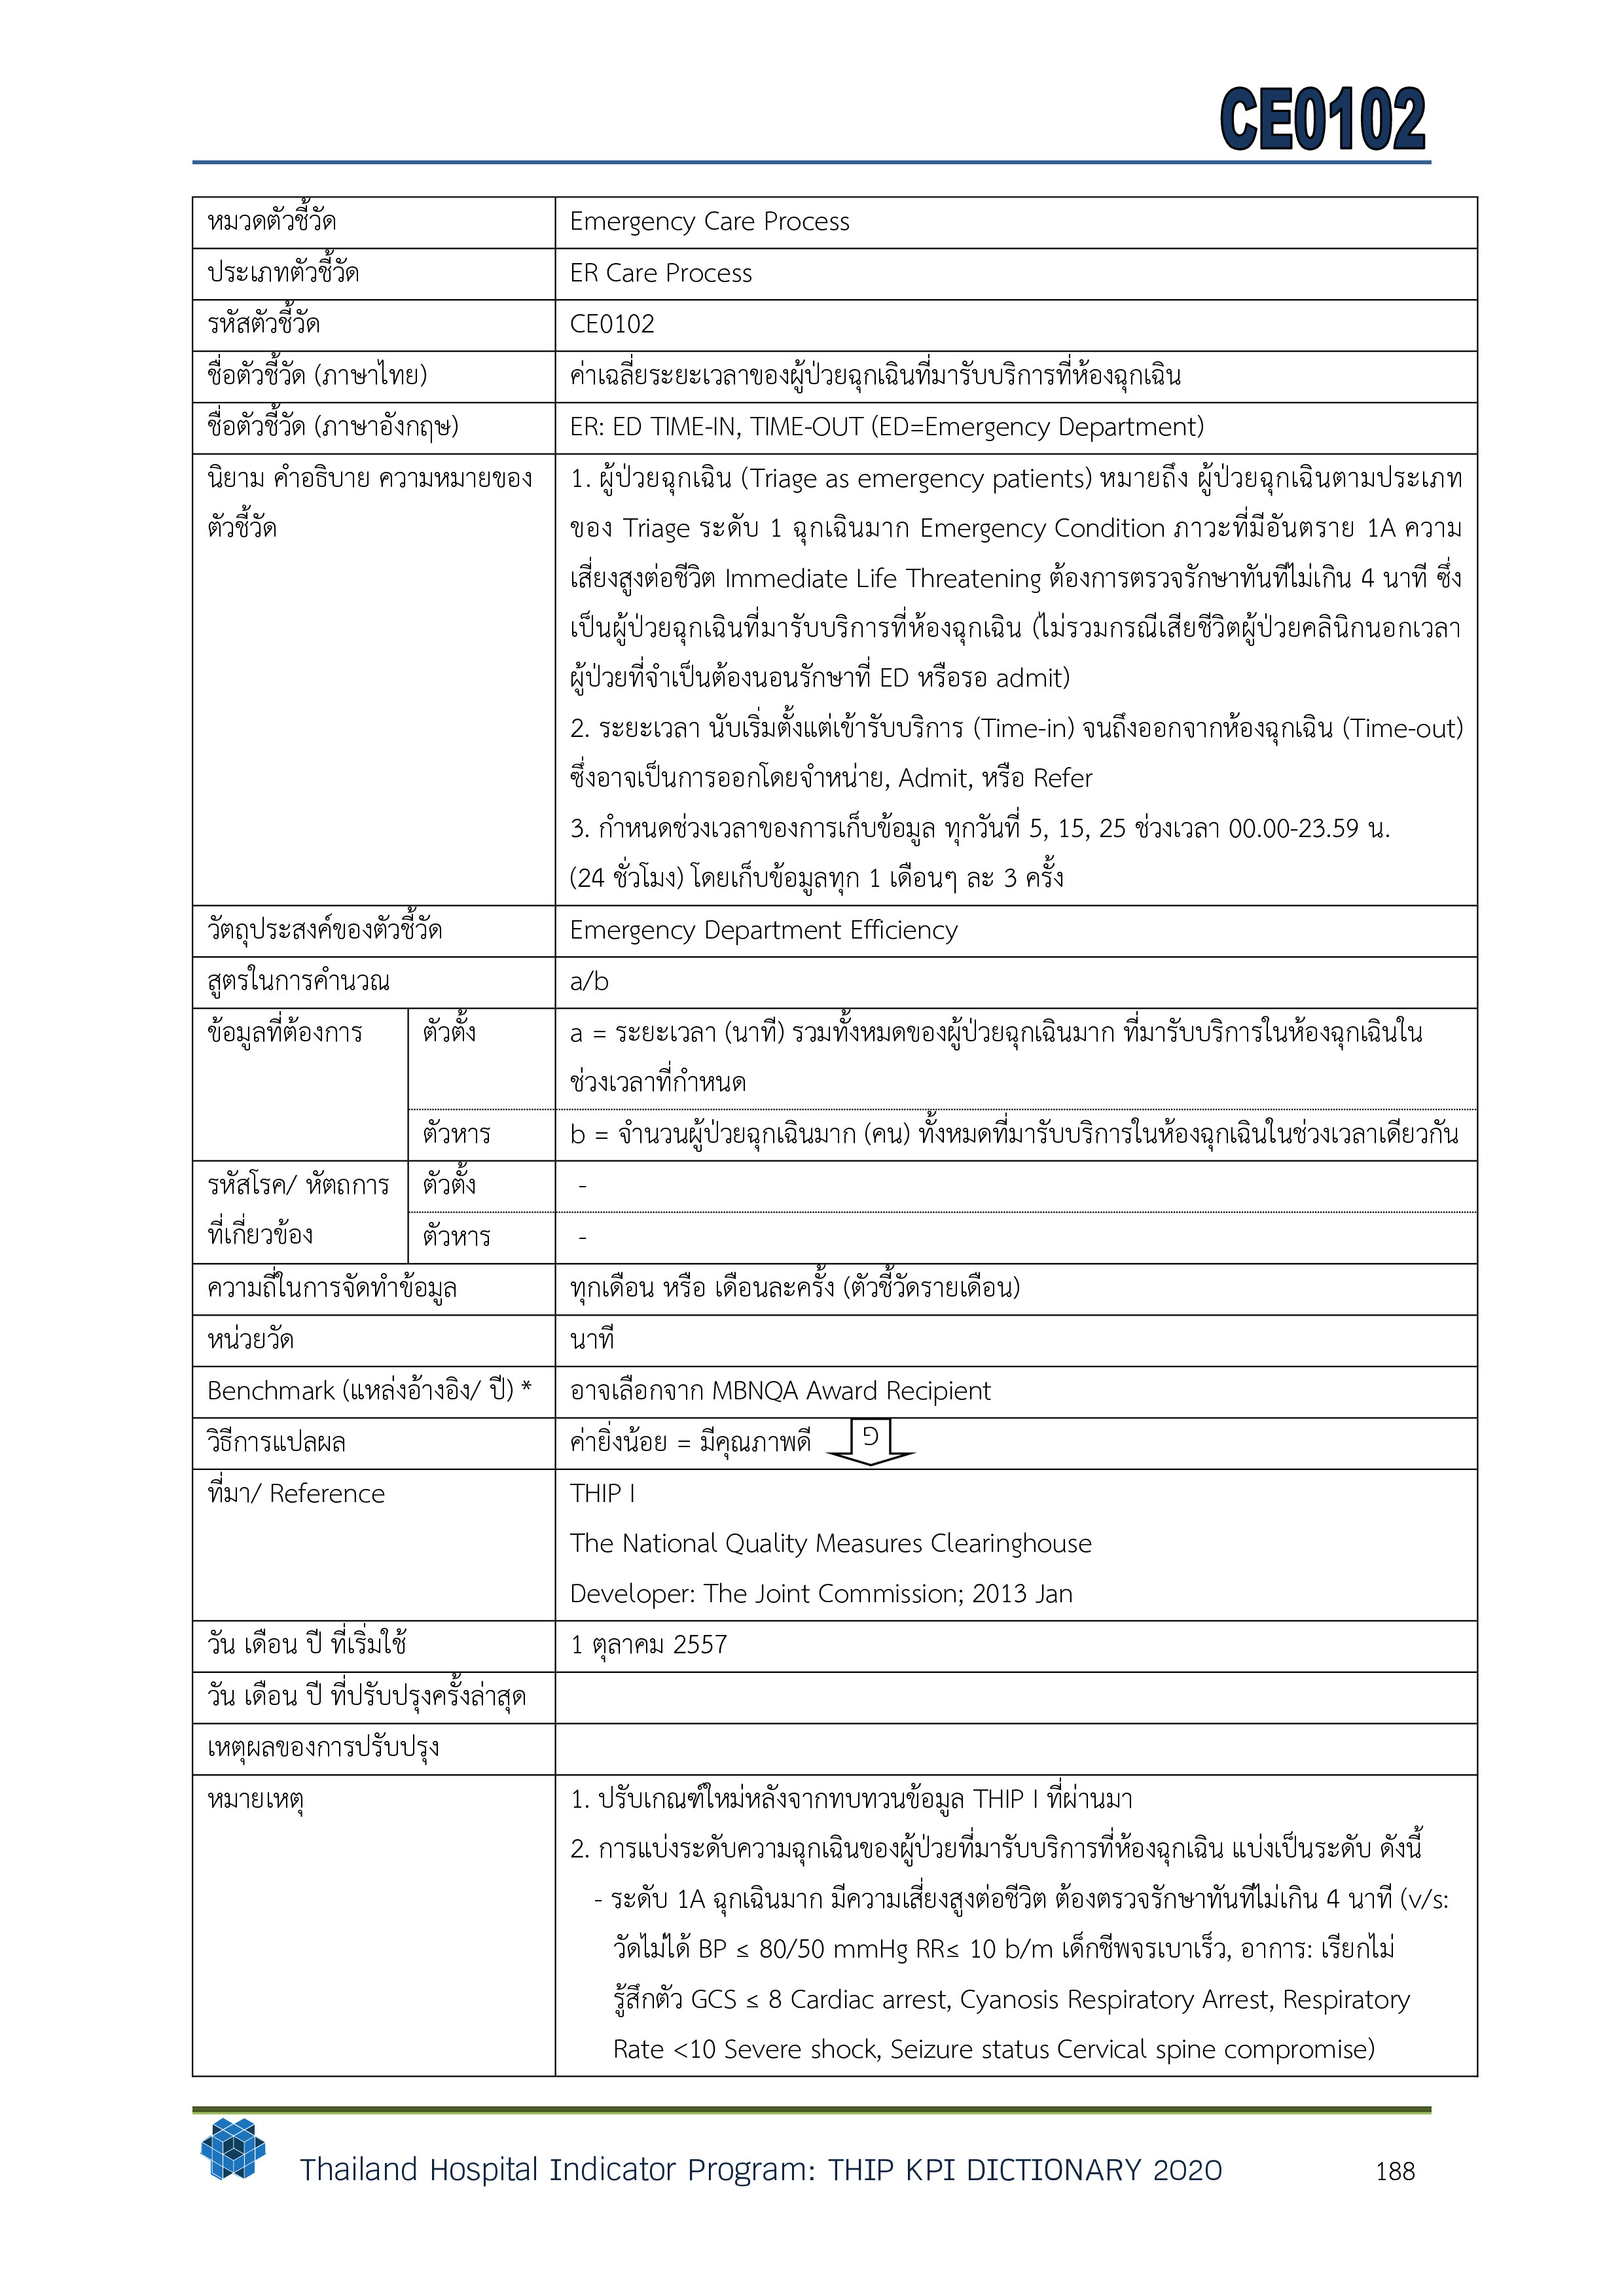 CE0102
หมวดตัวชี้วัด Emergency Care Process
ประเภทตัวชี้วัด ER Care Process
รหัสตัวชี้วัด CE0102
ชื่อตัวชี้วัด (ภาษาไทย) ค่าเฉลี่ยระยะเวลาของผู้ป่วยฉุกเฉินที่มารับบริการที่ห้องฉุกเฉิน
ชื่อตัวชี้วัด (ภาษาอังกฤษ) ER: ED TIME-IN, TIME-OUT (ED=Emergency Department)
นิยาม คำอธิบาย ความหมายของ
ตัวชี้วัด
1. ผู้ป่วยฉุกเฉิน (Triage as emergency patients) หมายถึง ผู้ป่วยฉุกเฉินตามประเภท
ของ Triage ระดับ 1 ฉุกเฉินมาก Emergency Condition ภาวะที่มีอันตราย 1A ความ
เสี่ยงสูงต่อชีวิต Immediate Life Threatening ต้องการตรวจรักษาทันทีไม่เกิน 4 นาที ซึ่ง
เป็นผู้ป่วยฉุกเฉินที่มารับบริการที่ห้องฉุกเฉิน (ไม่รวมกรณีเสียชีวิตผู้ป่วยคลินิกนอกเวลา
ผู้ป่วยที่จำเป็นต้องนอนรักษาที่ ED หรือรอ admit)
2. ระยะเวลา นับเริ่มตั้งแต่เข้ารับบริการ (Time-in) จนถึงออกจากห้องฉุกเฉิน (Time-out)
ซึ่งอาจเป็นการออกโดยจำหน่าย, Admit, หรือ Refer
3. กำหนดช่วงเวลาของการเก็บข้อมูล ทุกวันที่ 5, 15, 25 ช่วงเวลา 00.00-23.59 น.
(24 ชั่วโมง) โดยเก็บข้อมูลทุก 1 เดือนๆ ละ 3 ครั้ง
วัตถุประสงค์ของตัวชี้วัด Emergency Department Efficiency
สูตรในการคำนวณ a/b
ข้อมูลที่ต้องการ ตัวตั้ง a = ระยะเวลา (นาที) รวมทั้งหมดของผู้ป่วยฉุกเฉินมาก ที่มารับบริการในห้องฉุกเฉินใน
ช่วงเวลาที่กำหนด
ตัวหาร b = จำนวนผู้ป่วยฉุกเฉินมาก (คน) ทั้งหมดที่มารับบริการในห้องฉุกเฉินในช่วงเวลาเดียวกัน
รหัสโรค/ หัตถการ ตัวตั้ง -
ที่เกี่ยวข้อง ตัวหาร -
ความถี่ในการจัดทำข้อมูล ทุกเดือน หรือ เดือนละครั้ง (ตัวชี้วัดรายเดือน)
หน่วยวัด นาที
Benchmark (แหล่งอ้างอิง/ ปี) * อาจเลือกจาก MBNQA Award Recipient
วิธีการแปลผล ค่ายิ่งน้อย = มีคุณภาพดี
ที่มา/ Reference THIP I
The National Quality Measures Clearinghouse
Developer: The Joint Commission; 2013 Jan
วัน เดือน ปี ที่เริ่มใช้ 1 ตุลาคม 2557
วัน เดือน ปี ที่ปรับปรุงครั้งล่าสุด
เหตุผลของการปรับปรุง
หมายเหตุ 1. ปรับเกณฑ์ใหม่หลังจากทบทวนข้อมูล THIP I ที่ผ่านมา
2. การแบ่งระดับความฉุกเฉินของผู้ป่วยที่มารับบริการที่ห้องฉุกเฉิน แบ่งเป็นระดับ ดังนี้
- ระดับ 1A ฉุกเฉินมาก มีความเสี่ยงสูงต่อชีวิต ต้องตรวจรักษาทันทีไม่เกิน 4 นาที (v/s:
วัดไม่ได้ BP ≤ 80/50 mmHg RR≤ 10 b/m เด็กชีพจรเบาเร็ว, อาการ: เรียกไม่
รู้สึกตัว GCS ≤ 8 Cardiac arrest, Cyanosis Respiratory Arrest, Respiratory
Rate <10 Severe shock, Seizure status Cervical spine compromise)
Thailand Hospital Indicator Program: THIP KPI DICTIONARY 2020 188